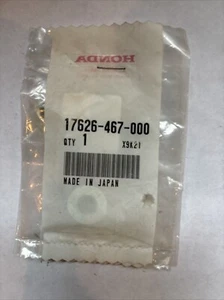 HONDA
17626-467-000
QTY 1 X9K21
MADE IN JAPAN